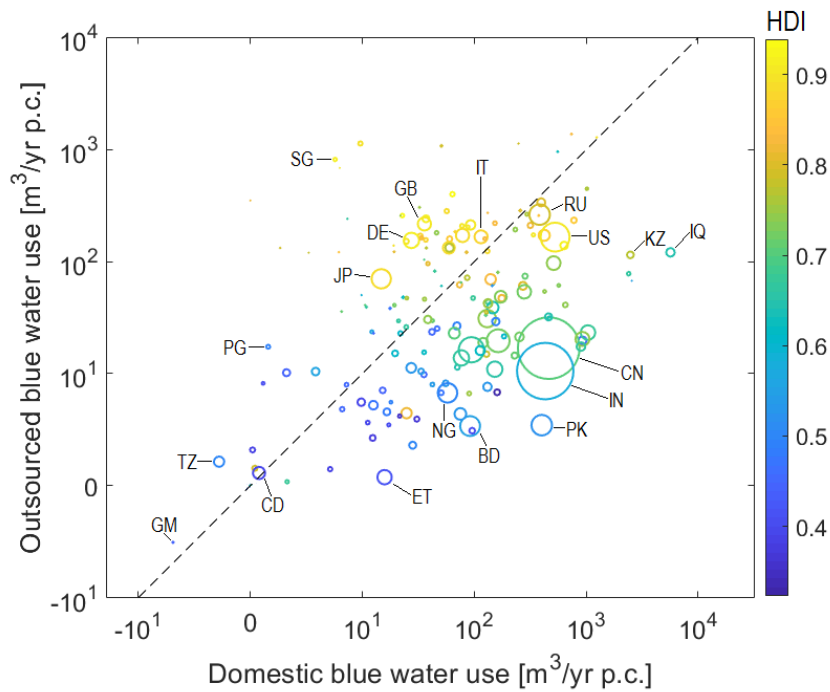 HDI
10^4
10^3
10^2
10^1
0
-10^1
Outsourced blue water use [m^3/yr p.c.]
SG
GB
IT
DE
RU
US
KZ
IQ
JP
PG
CN
IN
NG
BD
PK
TZ
CD
ET
GM
-10^1
0
10^1
10^2
10^3
10^4
Domestic blue water use [m^3/yr p.c.]
0.9
0.8
0.7
0.6
0.5
0.4